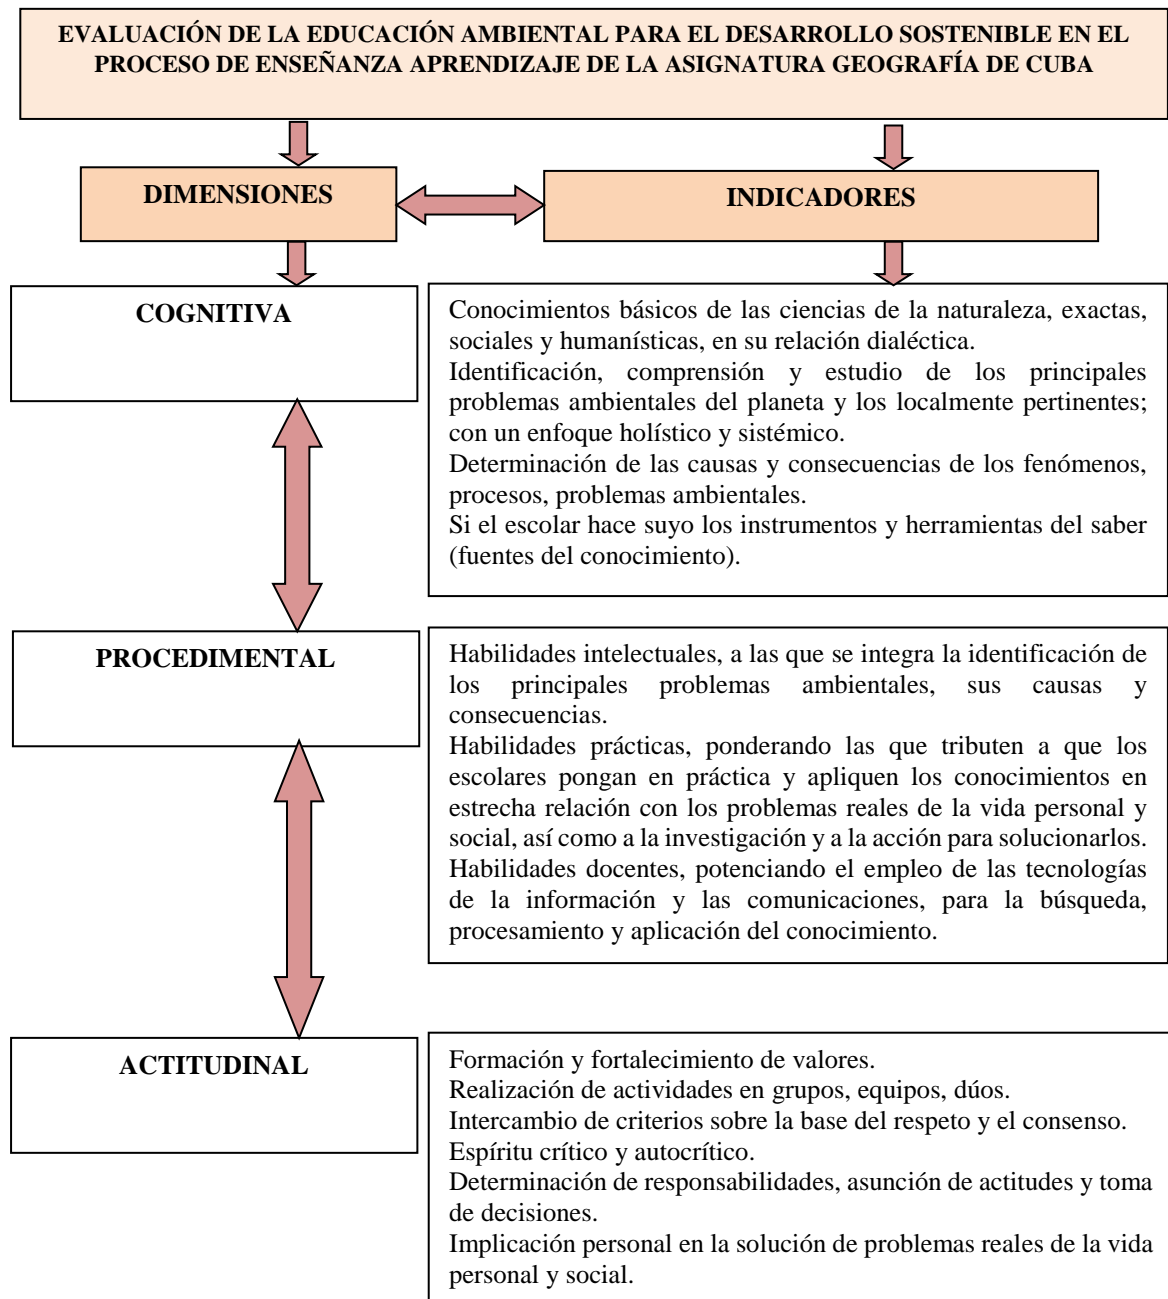 EVALUACIÓN DE LA EDUCACIÓN AMBIENTAL PARA EL DESARROLLO SOSTENIBLE EN EL
PROCESO DE ENSEÑANZA APRENDIZAJE DE LA ASIGNATURA GEOGRAFÍA DE CUBA
DIMENSIONES
INDICADORES
COGNITIVA
Conocimientos básicos de las ciencias de la naturaleza, exactas,
sociales y humanísticas, en su relación dialéctica.
Identificación, comprensión y estudio de los principales
problemas ambientales del planeta y los localmente pertinentes;
con un enfoque holístico y sistémico.
Determinación de las causas y consecuencias de los fenómenos,
procesos, problemas ambientales.
Si el escolar hace suyo los instrumentos y herramientas del saber
(fuentes del conocimiento).
PROCEDIMENTAL
Habilidades intelectuales, a las que se integra la identificación de
los principales problemas ambientales, sus causas y
consecuencias.
Habilidades prácticas, ponderando las que tributen a que los
escolares pongan en práctica y apliquen los conocimientos en
estrecha relación con los problemas reales de la vida personal y
social, así como a la investigación y a la acción para solucionarlos.
Habilidades docentes, potenciando el empleo de las tecnologías
de la información y las comunicaciones, para la búsqueda,
procesamiento y aplicación del conocimiento.
ACTITUDINAL
Formación y fortalecimiento de valores.
Realización de actividades en grupos, equipos, dúos.
Intercambio de criterios sobre la base del respeto y el consenso.
Espíritu crítico y autocrítico.
Determinación de responsabilidades, asunción de actitudes y toma
de decisiones.
Implicación personal en la solución de problemas reales de la vida
personal y social.